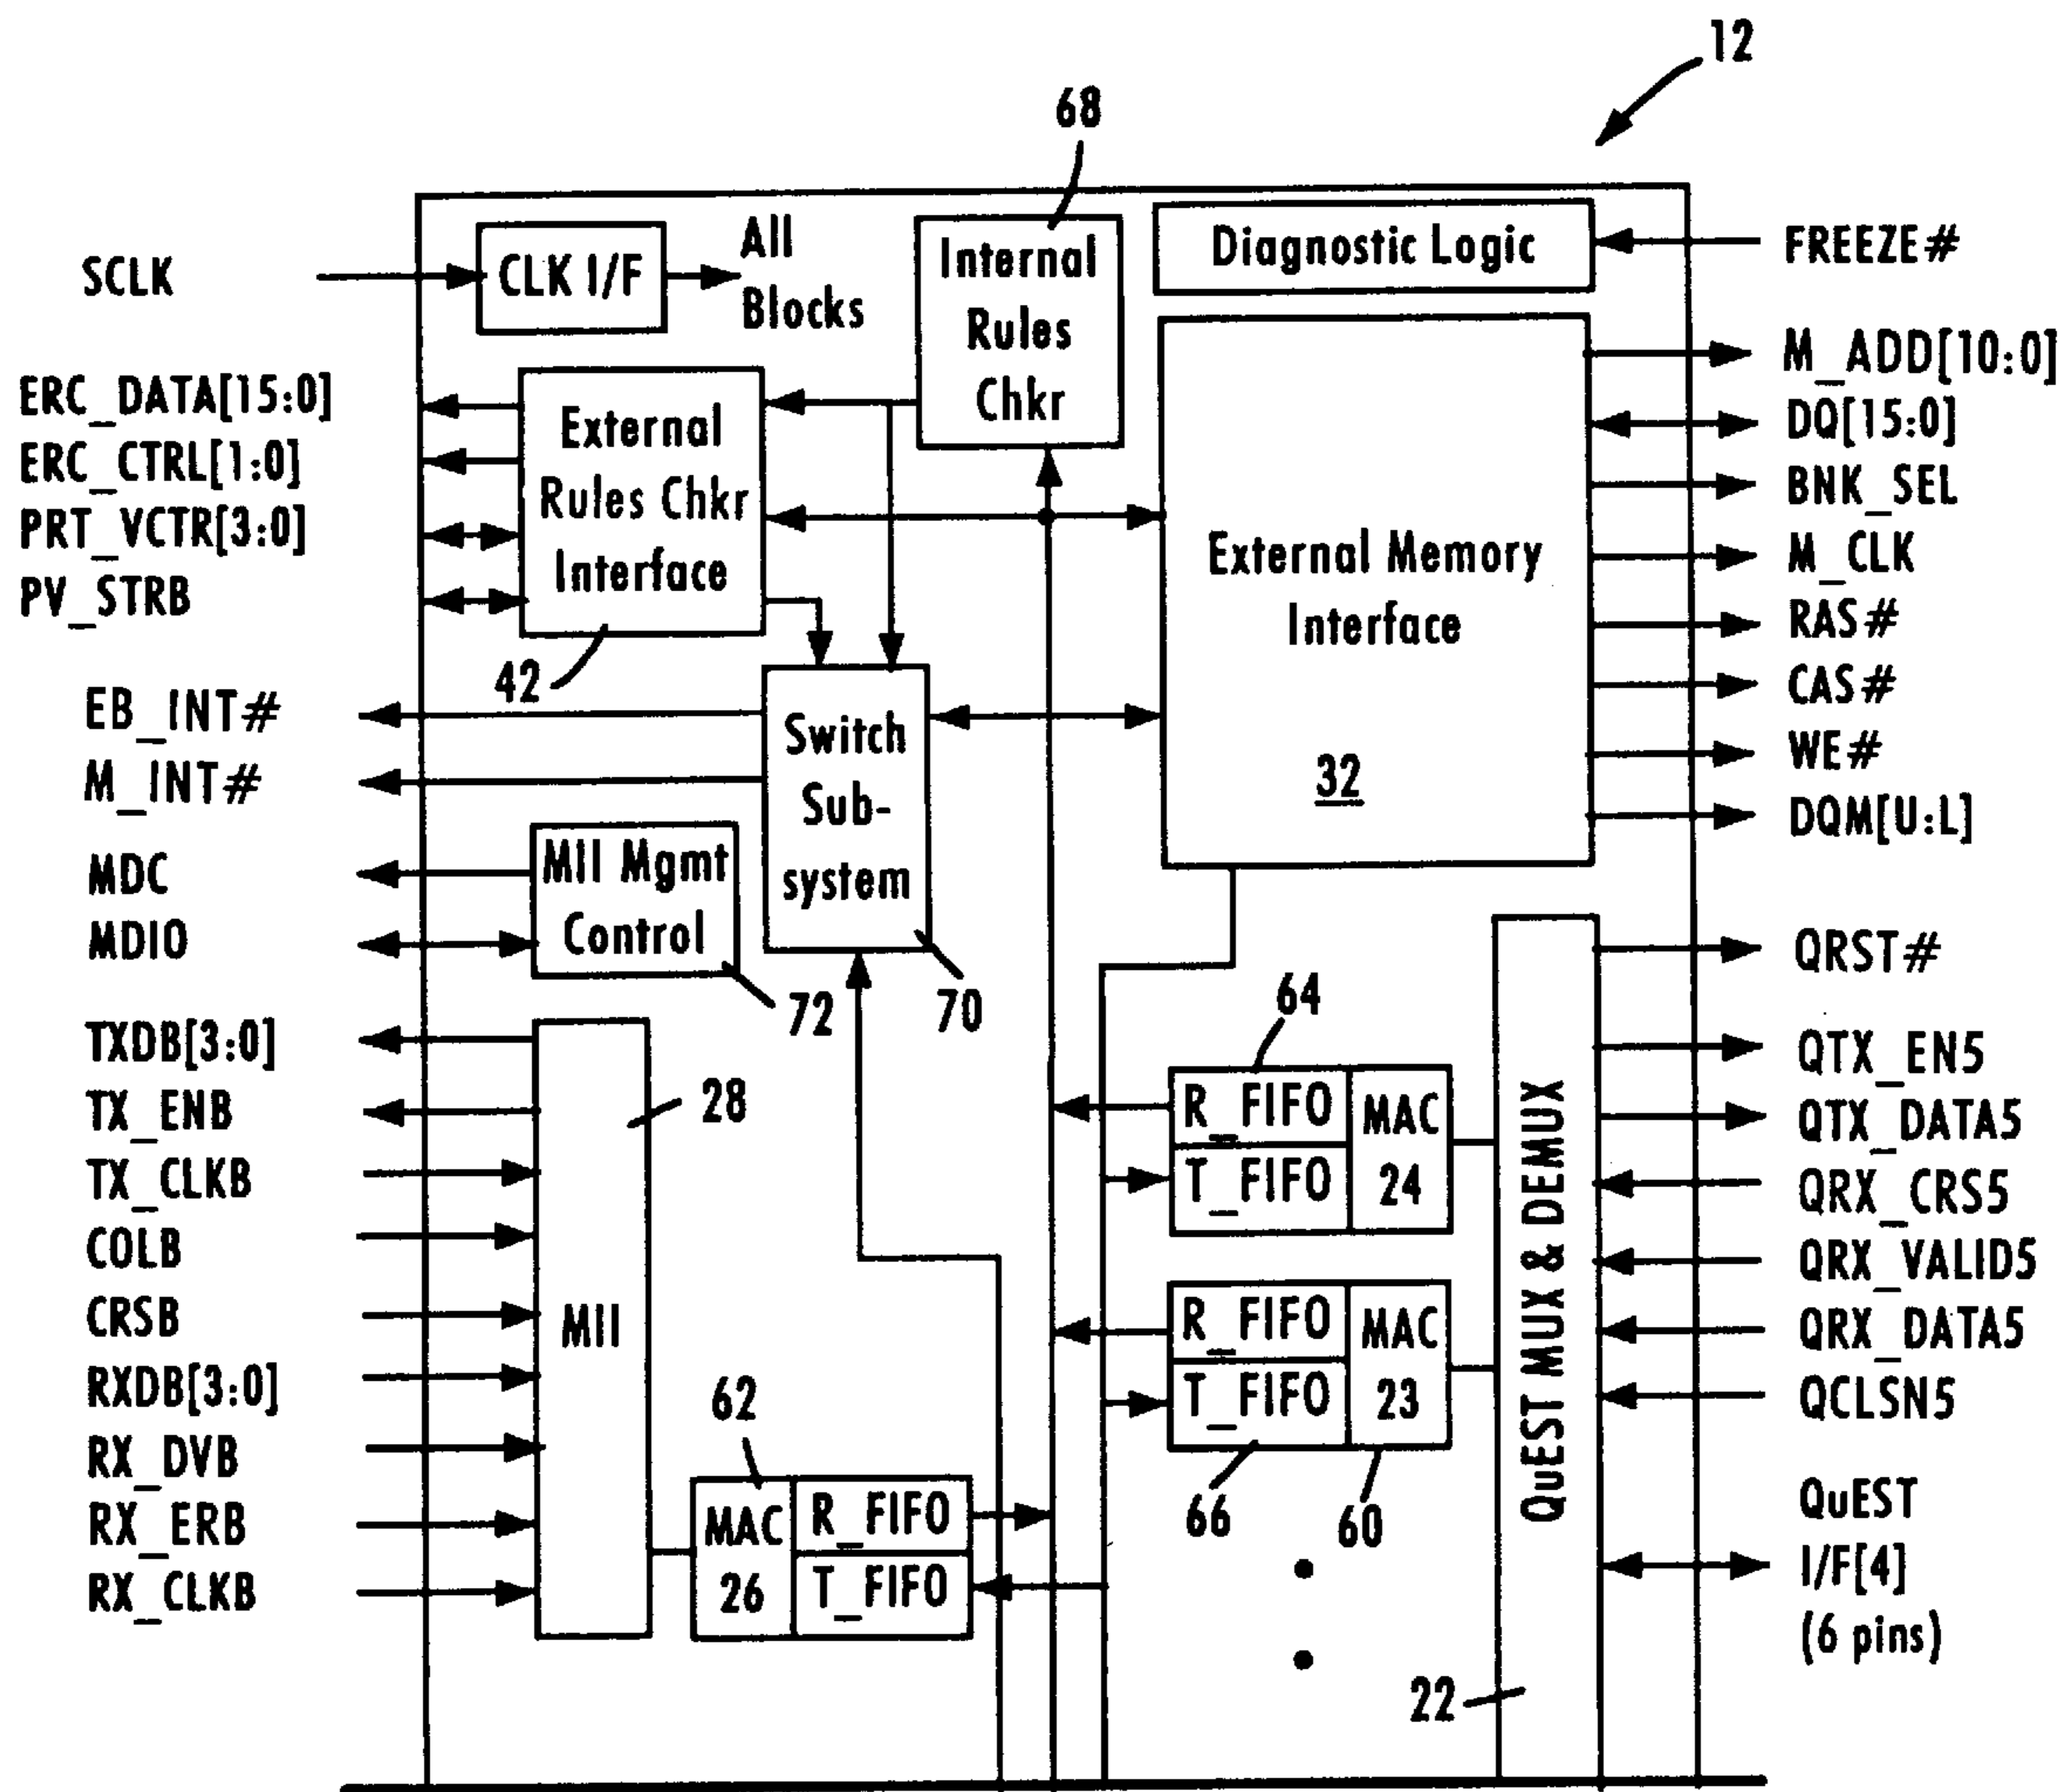 12
68
SCLK
CLK I/F
All
Blocks
Internal
Rules
Chkr
Diagnostic Logic
FREEZE#
ERC_DATA[15:0]
ERC_CTRL[1:0]
PRT_VCTR[3:0]
PV_STRB
External
Rules Chkr
Interface
42
External Memory
Interface
32
M_ADD[10:0]
DQ[15:0]
BNK_SEL
M_CLK
RAS#
CAS#
WE#
DQM[U:L]
EB_INT#
M_INT#
Switch
Sub-
system
70
MDC
MDIO
MII Mgmt
Control
72
TXDB[3:0]
TX_ENB
TX_CLKB
COLB
CRSB
RXDB[3:0]
RX_DVB
RX_ERB
RX_CLKB
MII
28
62
MAC
26
R_FIFO
T_FIFO
64
R_FIFO
T_FIFO
MAC
24
R_FIFO
T_FIFO
MAC
23
66
60
QuEST MUX & DEMUX
22
QRST#
QTX_EN5
QTX_DATA5
QRX_CRS5
QRX_VALID5
QRX_DATA5
QCLSN5
QuEST
I/F[4]
(6 pins)